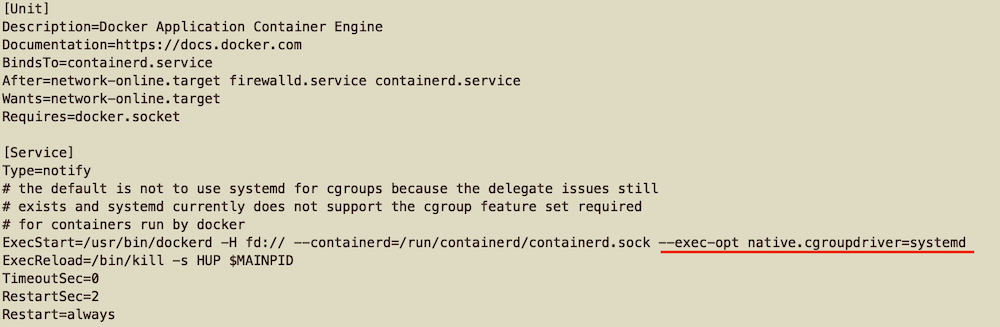 [Unit]
Description=Docker Application Container Engine
Documentation=https://docs.docker.com
BindsTo=containerd.service
After=network-online.target firewalld.service containerd.service
Wants=network-online.target
Requires=docker.socket

[Service]
Type=notify
# the default is not to use systemd for cgroups because the delegate issues still
# exists and systemd currently does not support the cgroup feature set required
# for containers run by docker
ExecStart=/usr/bin/dockerd -H fd:// --containerd=/run/containerd/containerd.sock --exec-opt native.cgroupdriver=systemd
ExecReload=/bin/kill -s HUP $MAINPID
TimeoutSec=0
RestartSec=2
Restart=always